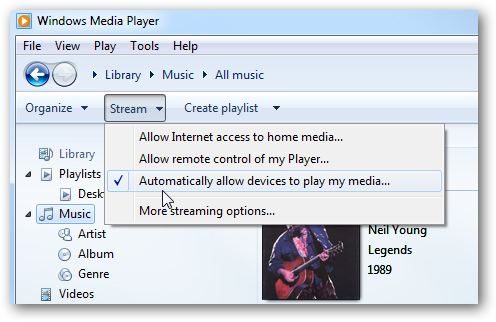 Windows Media Player
File View Play Tools Help
Library Music All music
Organize Stream Create playlist
Allow Internet access to home media...
Library
Allow remote control of my Player...
Playlists
Automatically allow devices to play my media...
Desk
Music
More streaming options...
Artist
Neil Young
Album
Legends
Genre
1989
Videos